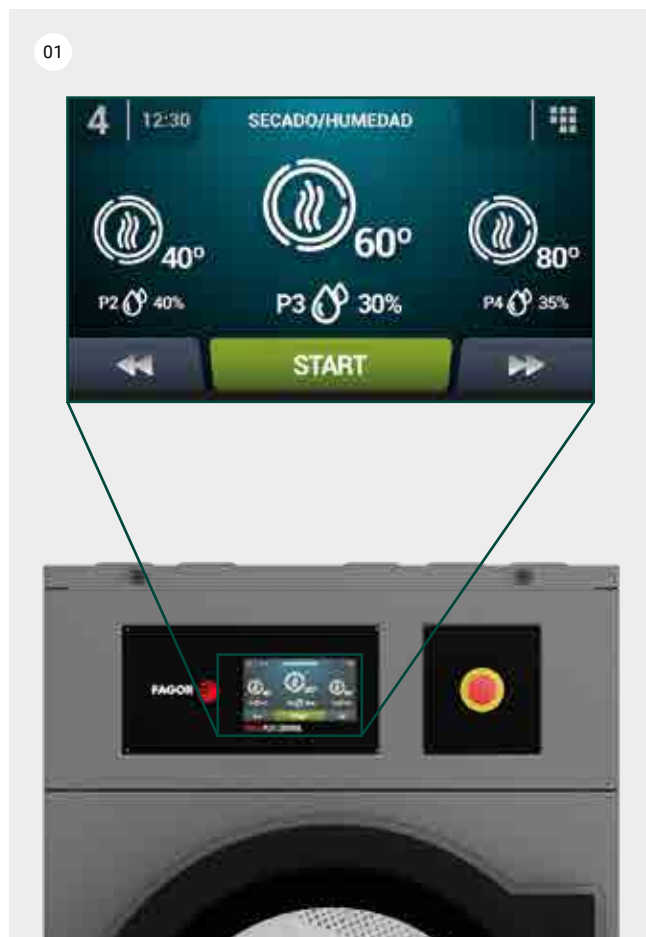 01
4 12:30 SECADO/HUMEDAD
40º 60º 80º
P2 40% P3 30% P4 35%
START
FAGOR